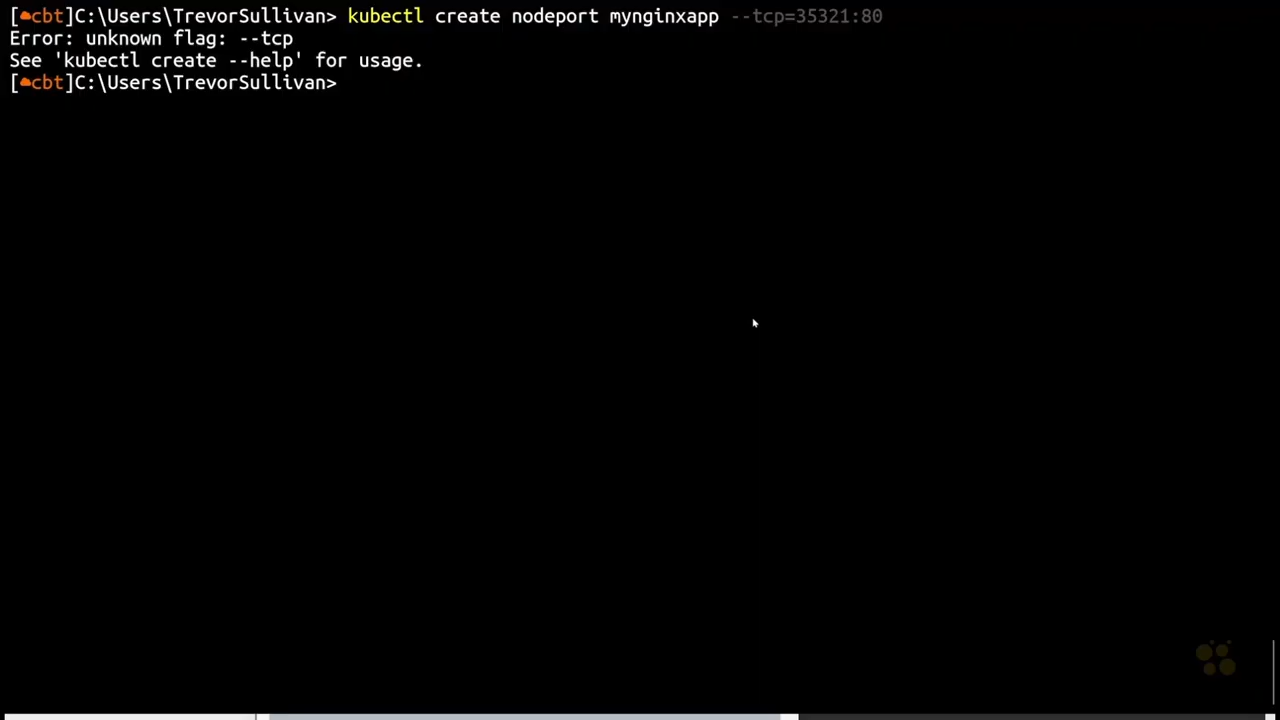 [cbt]C:\Users\TrevorSullivan> kubectl create nodeport mynginxapp --tcp=35321:80
Error: unknown flag: --tcp
See 'kubectl create --help' for usage.
[cbt]C:\Users\TrevorSullivan>